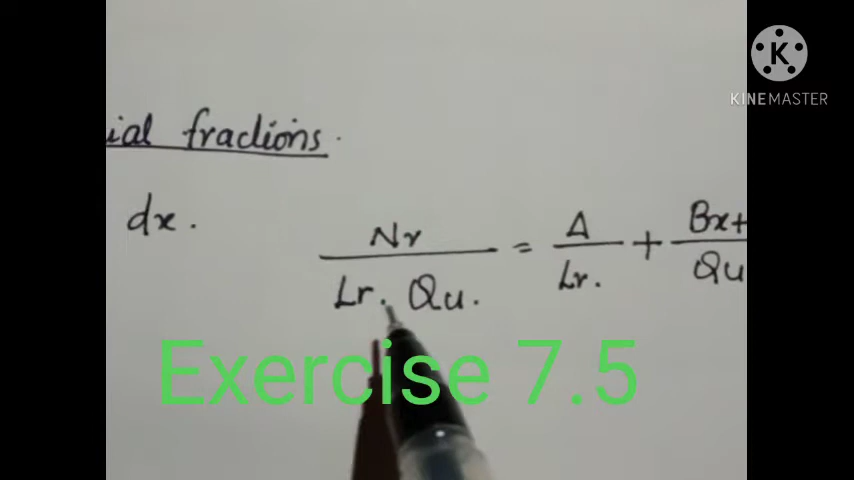 KINEMASTER
ial fractions.
dx.
Nr / Lr. Qu. = A / Lr. + Bx+ / Qu
Exercise 7.5